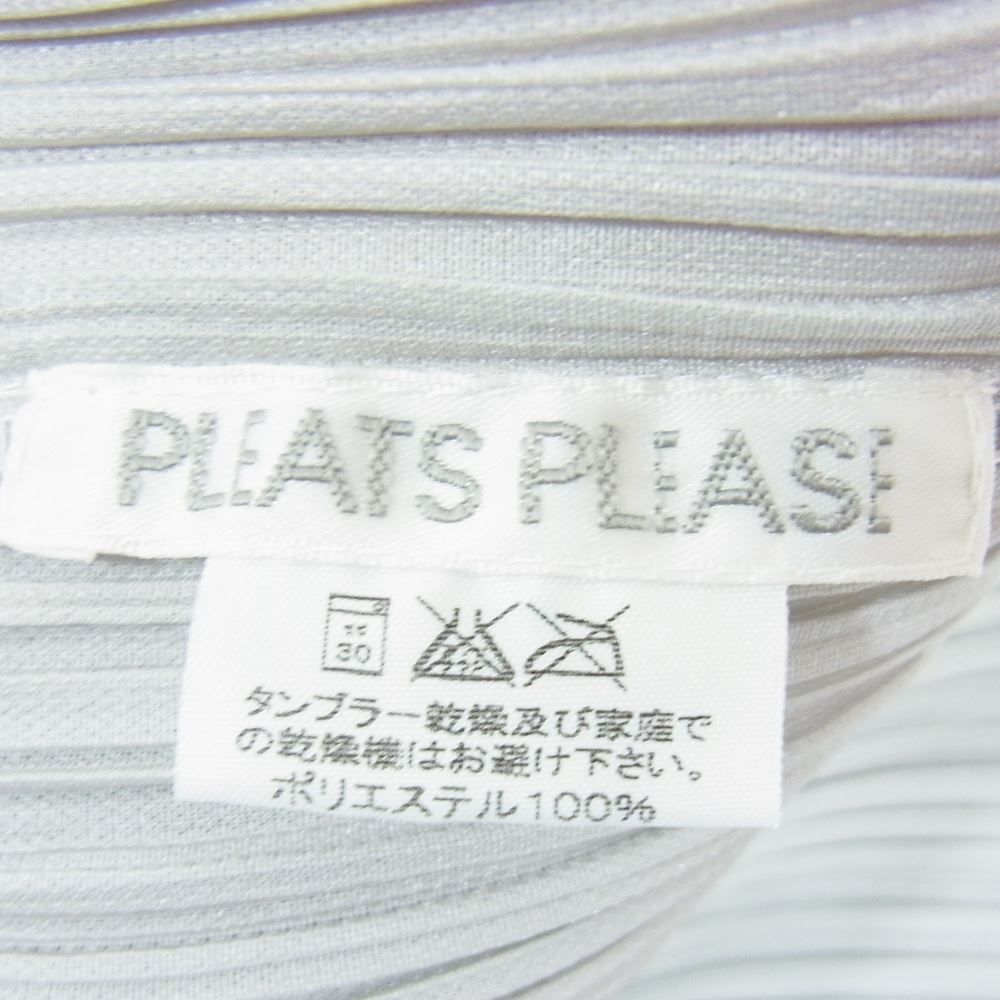 PLEATS PLEASE
弱
30
タンブラー乾燥及び家庭で
の乾燥機はお避け下さい。
ポリエステル100%